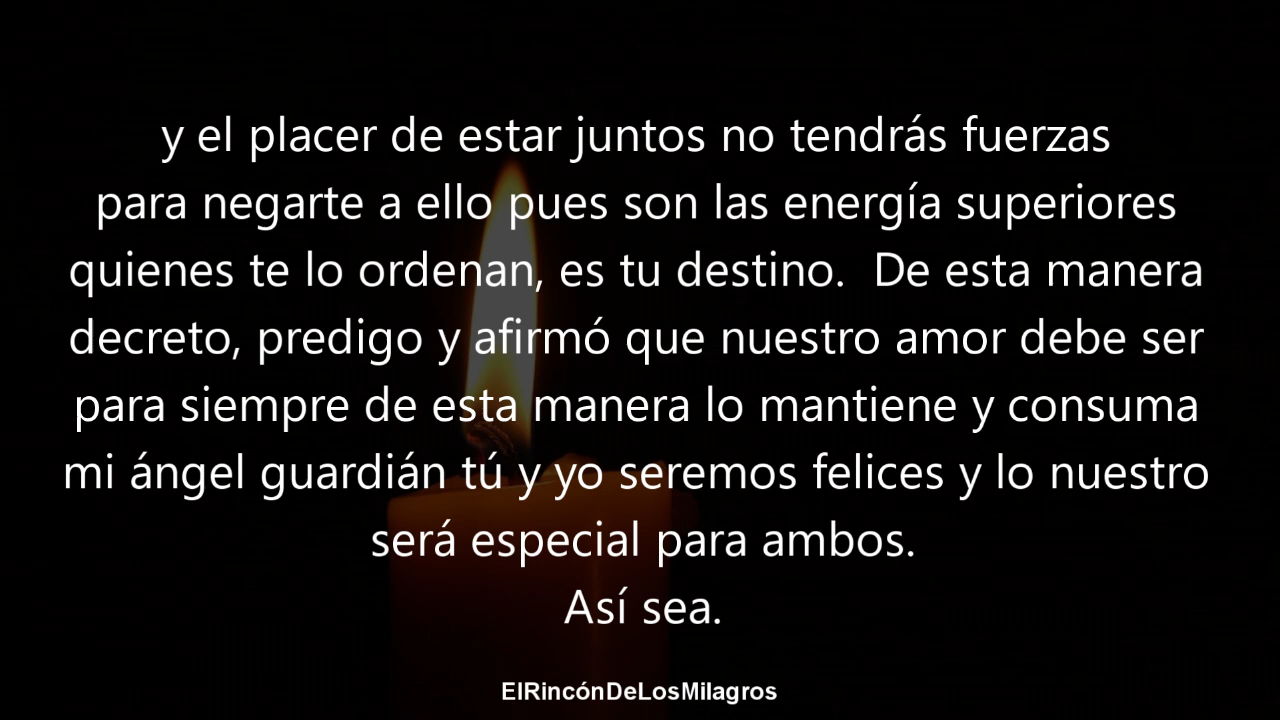 y el placer de estar juntos no tendrás fuerzas
para negarte a ello pues son las energía superiores
quienes te lo ordenan, es tu destino.  De esta manera
decreto, predigo y afirmó que nuestro amor debe ser
para siempre de esta manera lo mantiene y consuma
mi ángel guardián tú y yo seremos felices y lo nuestro
será especial para ambos.
Así sea.
ElRincónDeLosMilagros